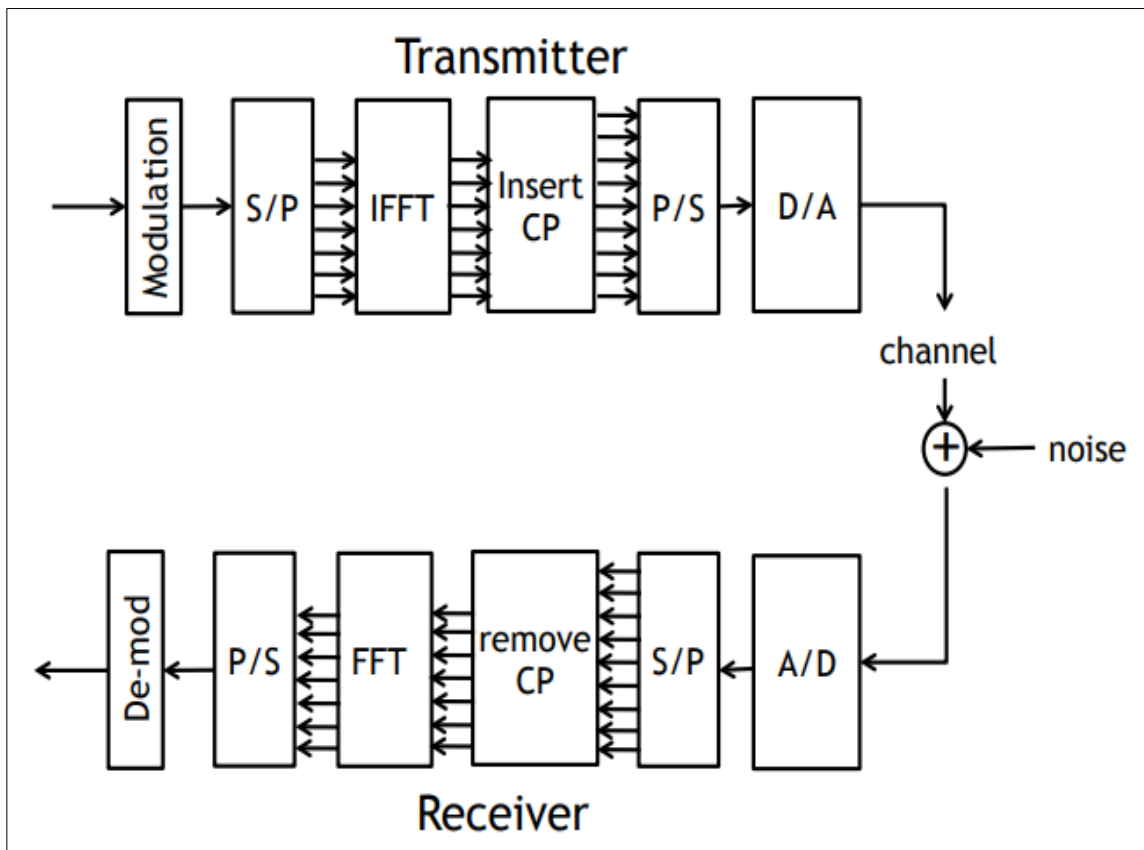 Transmitter
Modulation
S/P
IFFT
Insert
CP
P/S
D/A
channel
+
noise
De-mod
P/S
FFT
remove
CP
S/P
A/D
Receiver